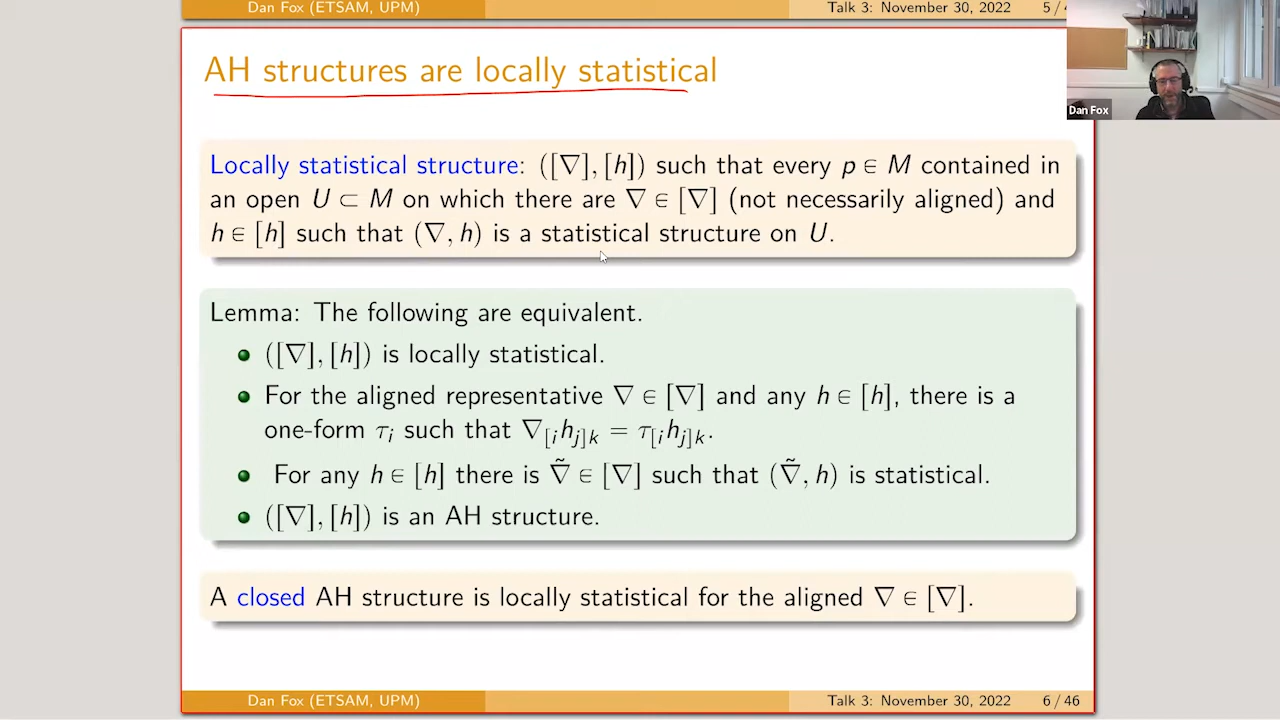 Dan Fox (ETSAM, UPM) Talk 3: November 30, 2022 5 /
AH structures are locally statistical
Dan Fox
Locally statistical structure: ([∇], [h]) such that every p ∈ M contained in
an open U ⊂ M on which there are ∇ ∈ [∇] (not necessarily aligned) and
h ∈ [h] such that (∇, h) is a statistical structure on U.
Lemma: The following are equivalent.
([∇], [h]) is locally statistical.
For the aligned representative ∇ ∈ [∇] and any h ∈ [h], there is a
one-form τ_i such that ∇_{[i}h_{j]k} = τ_{[i}h_{j]k}.
For any h ∈ [h] there is ∇̃ ∈ [∇] such that (∇̃, h) is statistical.
([∇], [h]) is an AH structure.
A closed AH structure is locally statistical for the aligned ∇ ∈ [∇].
Dan Fox (ETSAM, UPM) Talk 3: November 30, 2022 6 / 46